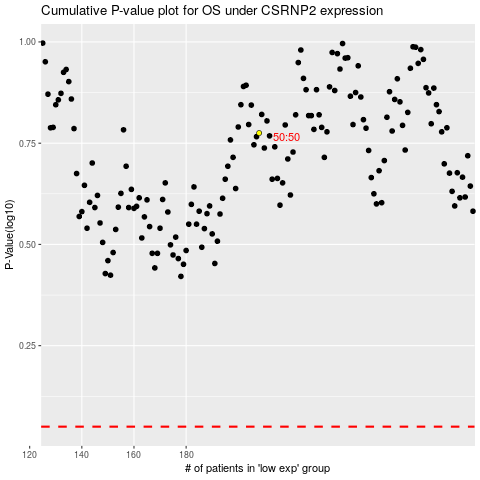 Cumulative P-value plot for OS under CSRNP2 expression
1.00
0.75
0.50
0.25
P-Value(log10)
50:50
120 140 160 180
# of patients in 'low exp' group